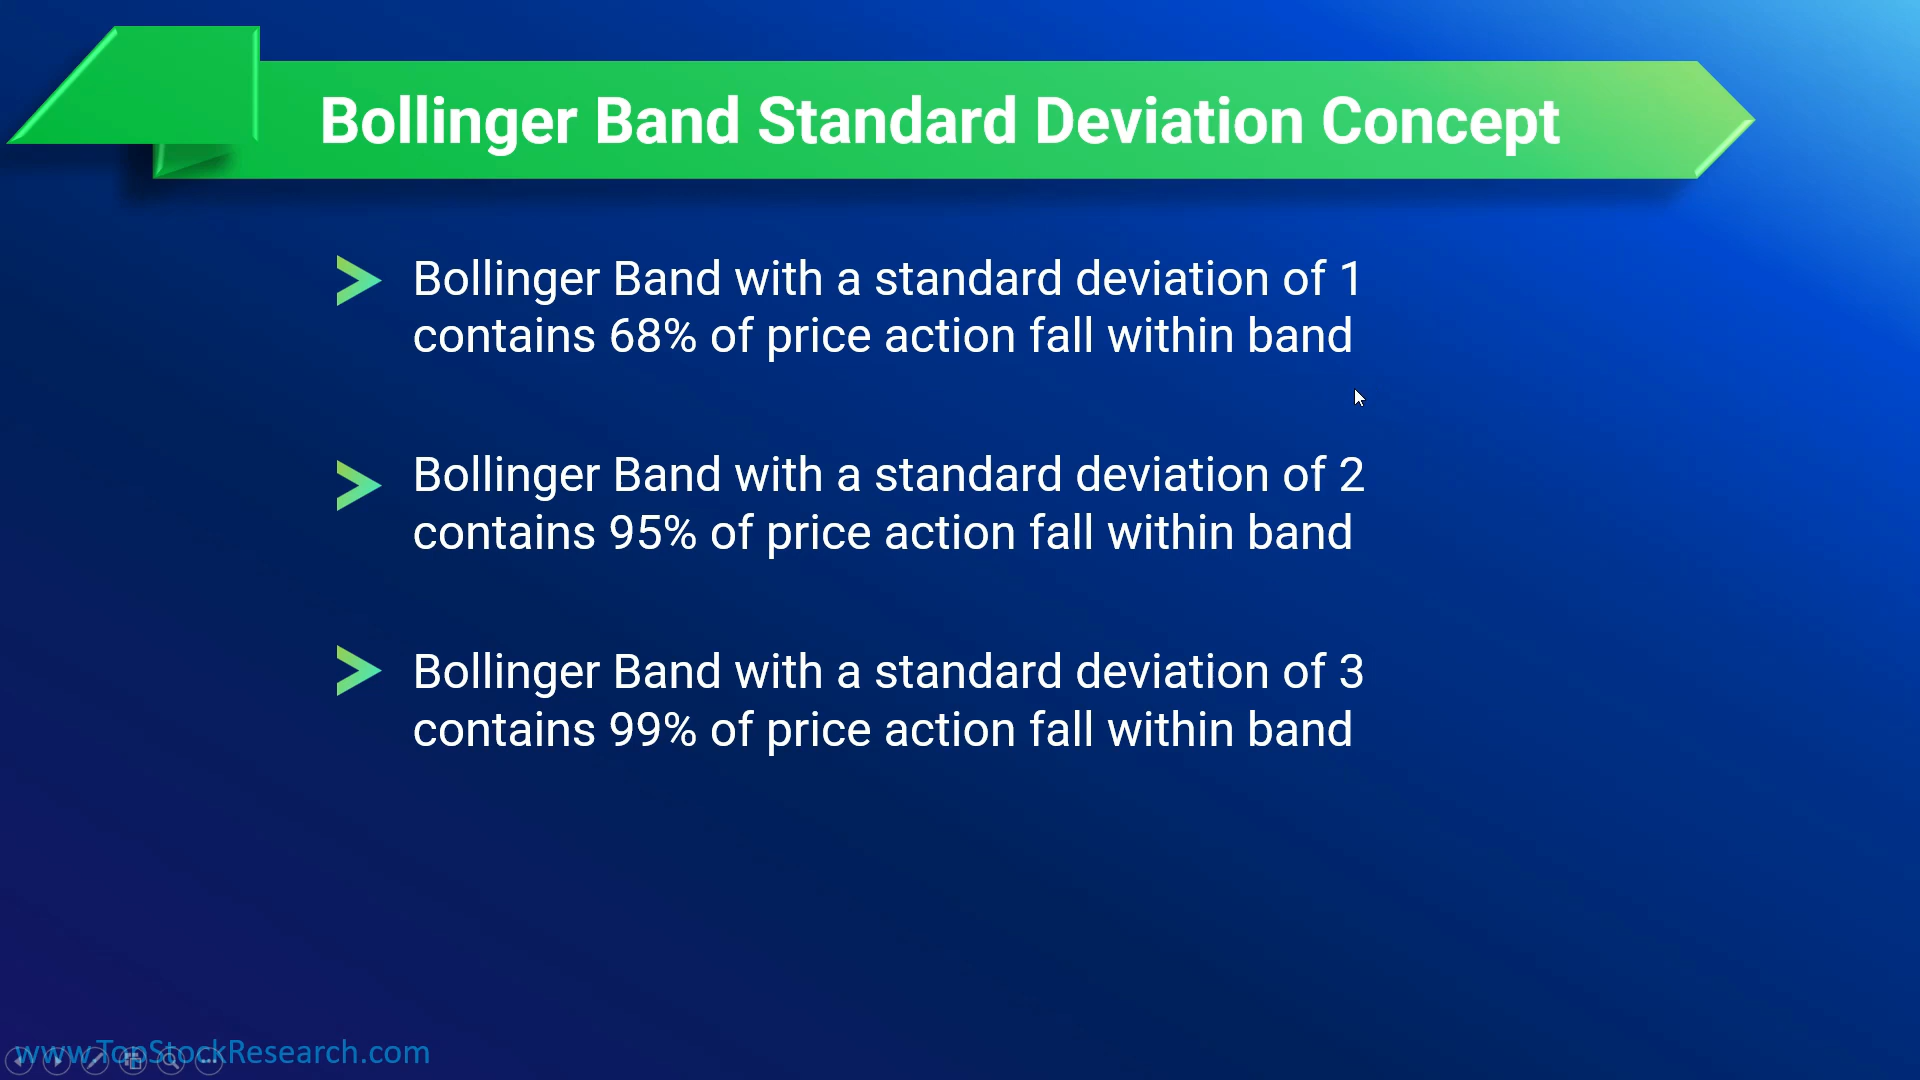 Bollinger Band Standard Deviation Concept
Bollinger Band with a standard deviation of 1
contains 68% of price action fall within band
Bollinger Band with a standard deviation of 2
contains 95% of price action fall within band
Bollinger Band with a standard deviation of 3
contains 99% of price action fall within band
www.TopStockResearch.com